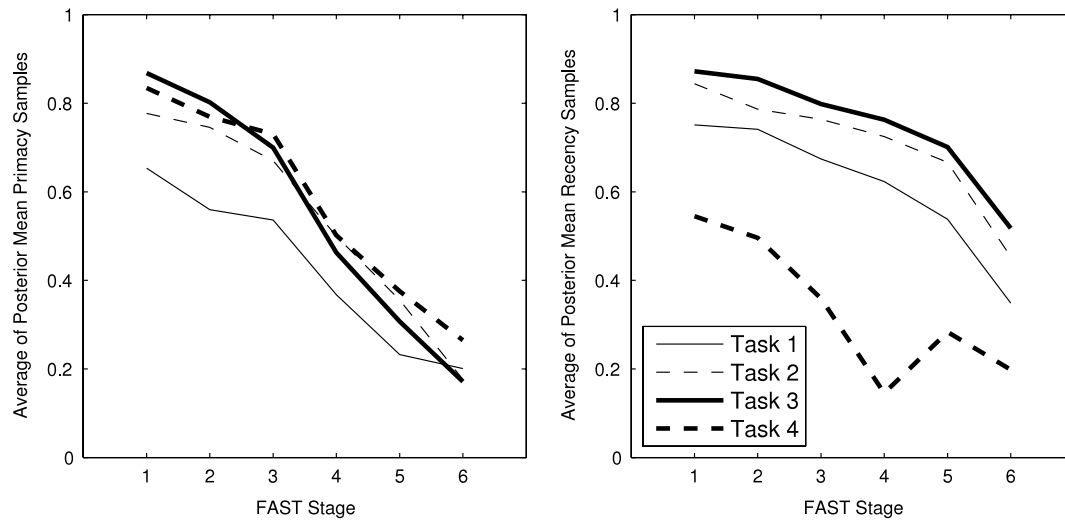 Average of Posterior Mean Primacy Samples
1
0.8
0.6
0.4
0.2
0
1 2 3 4 5 6
FAST Stage
Average of Posterior Mean Recency Samples
1
0.8
0.6
0.4
0.2
0
Task 1
Task 2
Task 3
Task 4
1 2 3 4 5 6
FAST Stage